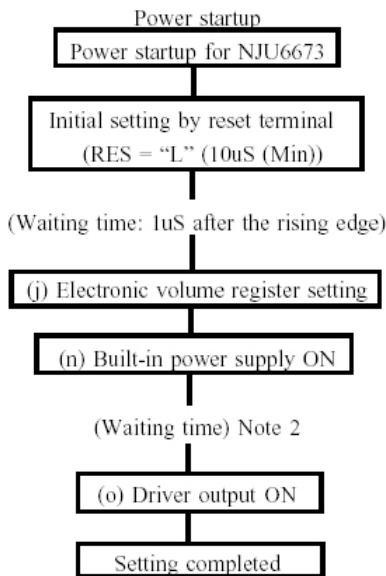 Power startup
Power startup for NJU6673
Initial setting by reset terminal
(RES = “L” (10uS (Min))
(Waiting time: 1uS after the rising edge)
(j) Electronic volume register setting
(n) Built-in power supply ON
(Waiting time) Note 2
(o) Driver output ON
Setting completed